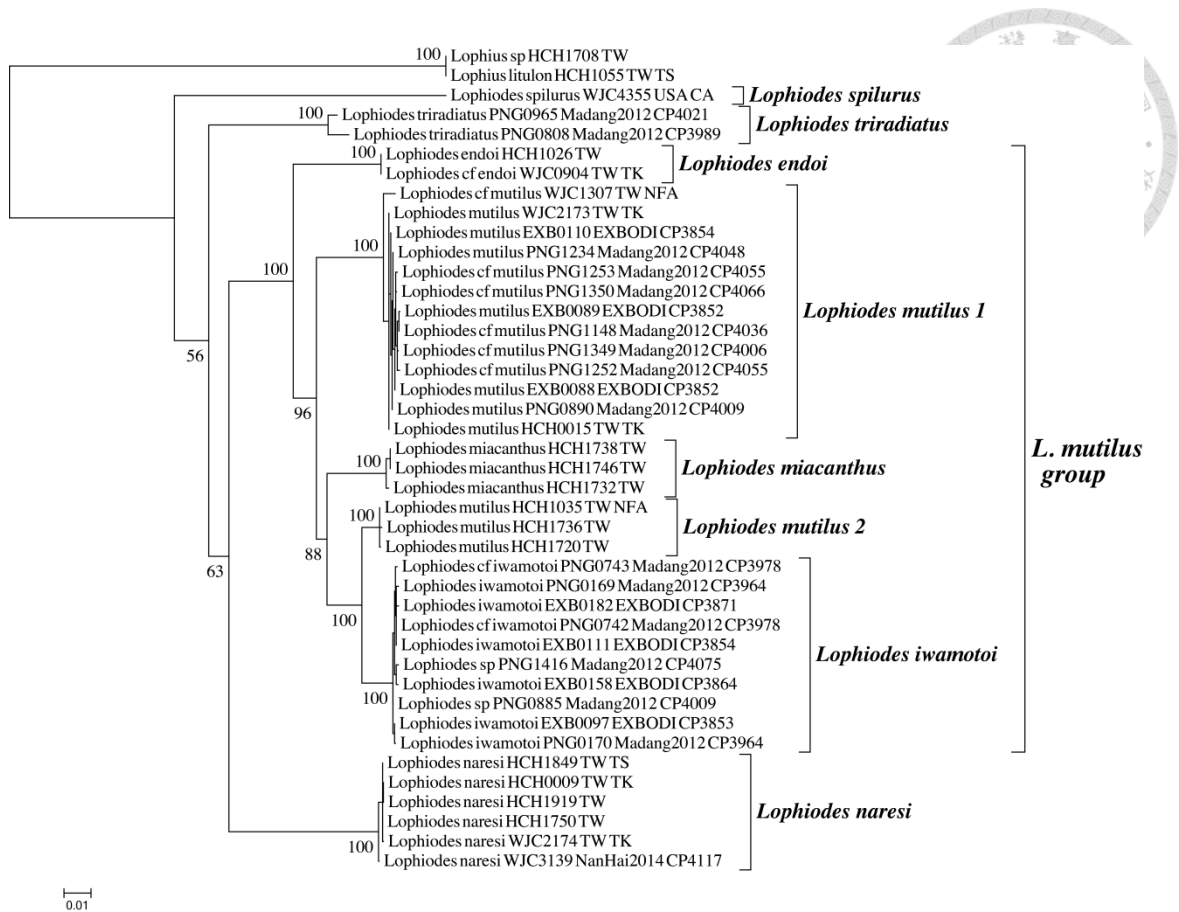 100
Lophius sp HCH1708 TW
Lophius litulon HCH1055 TW TS
Lophiodes spilurus WJC4355 USA CA
Lophiodes spilurus
100
Lophiodes triradiatus PNG0965 Madang2012 CP4021
Lophiodes triradiatus PNG0808 Madang2012 CP3989
Lophiodes triradiatus
100
Lophiodes endoi HCH1026 TW
Lophiodes cf endoi WJC0904 TW TK
Lophiodes endoi
Lophiodes cf mutilus WJC1307 TW NFA
Lophiodes mutilus WJC2173 TW TK
Lophiodes mutilus EXB0110 EXBODI CP3854
100
Lophiodes mutilus PNG1234 Madang2012 CP4048
100
Lophiodes cf mutilus PNG1253 Madang2012 CP4055
Lophiodes cf mutilus PNG1350 Madang2012 CP4066
Lophiodes mutilus EXB0089 EXBODI CP3852
Lophiodes mutilus 1
Lophiodes cf mutilus PNG1148 Madang2012 CP4036
56
Lophiodes cf mutilus PNG1349 Madang2012 CP4006
Lophiodes cf mutilus PNG1252 Madang2012 CP4055
Lophiodes mutilus EXB0088 EXBODI CP3852
96
Lophiodes mutilus PNG0890 Madang2012 CP4009
Lophiodes mutilus HCH0015 TW TK
Lophiodes miacanthus HCH1738 TW
100
Lophiodes miacanthus HCH1746 TW
Lophiodes miacanthus HCH1732 TW
Lophiodes miacanthus
L. mutilus
group
Lophiodes mutilus HCH1035 TW NFA
100
Lophiodes mutilus HCH1736 TW
Lophiodes mutilus HCH1720 TW
Lophiodes mutilus 2
88
63
Lophiodes cf iwamotoi PNG0743 Madang2012 CP3978
Lophiodes iwamotoi PNG0169 Madang2012 CP3964
Lophiodes iwamotoi EXB0182 EXBODI CP3871
100
Lophiodes cf iwamotoi PNG0742 Madang2012 CP3978
Lophiodes iwamotoi EXB0111 EXBODI CP3854
Lophiodes iwamotoi
Lophiodes sp PNG1416 Madang2012 CP4075
Lophiodes iwamotoi EXB0158 EXBODI CP3864
100
Lophiodes sp PNG0885 Madang2012 CP4009
Lophiodes iwamotoi EXB0097 EXBODI CP3853
Lophiodes iwamotoi PNG0170 Madang2012 CP3964
Lophiodes naresi HCH1849 TW TS
Lophiodes naresi HCH0009 TW TK
Lophiodes naresi HCH1919 TW
Lophiodes naresi HCH1750 TW
Lophiodes naresi
Lophiodes naresi WJC2174 TW TK
100
Lophiodes naresi WJC3139 NanHai2014 CP4117
0.01